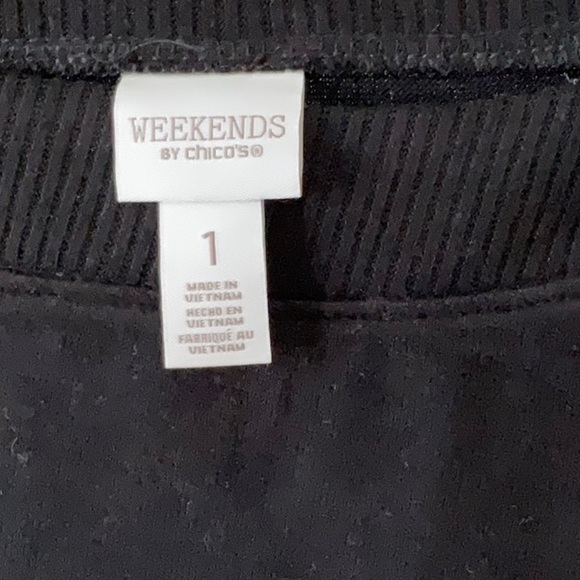 WEEKENDS
BY chico's®
1
MADE IN
VIETNAM
HECHO EN
VIETNAM
FABRIQUÉ AU
VIETNAM